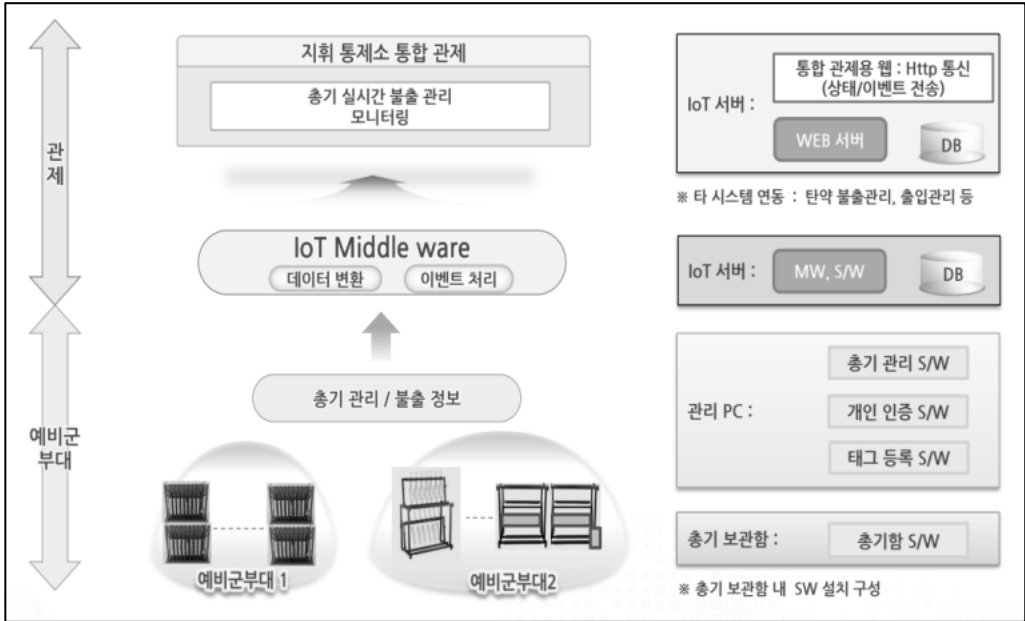 관
제
예비군
부대
지휘 통제소 통합 관제
총기 실시간 불출 관리
모니터링
IoT Middle ware
데이터 변환
이벤트 처리
총기 관리 / 불출 정보
예비군부대 1
예비군부대2
IoT 서버 :
통합 관제용 웹 : Http 통신
(상태/이벤트 전송)
WEB 서버
DB
※ 타 시스템 연동 : 탄약 불출관리, 출입관리 등
IoT 서버 :
MW, S/W
DB
관리 PC :
총기 관리 S/W
개인 인증 S/W
태그 등록 S/W
총기 보관함 :
총기함 S/W
※ 총기 보관함 내 SW 설치 구성